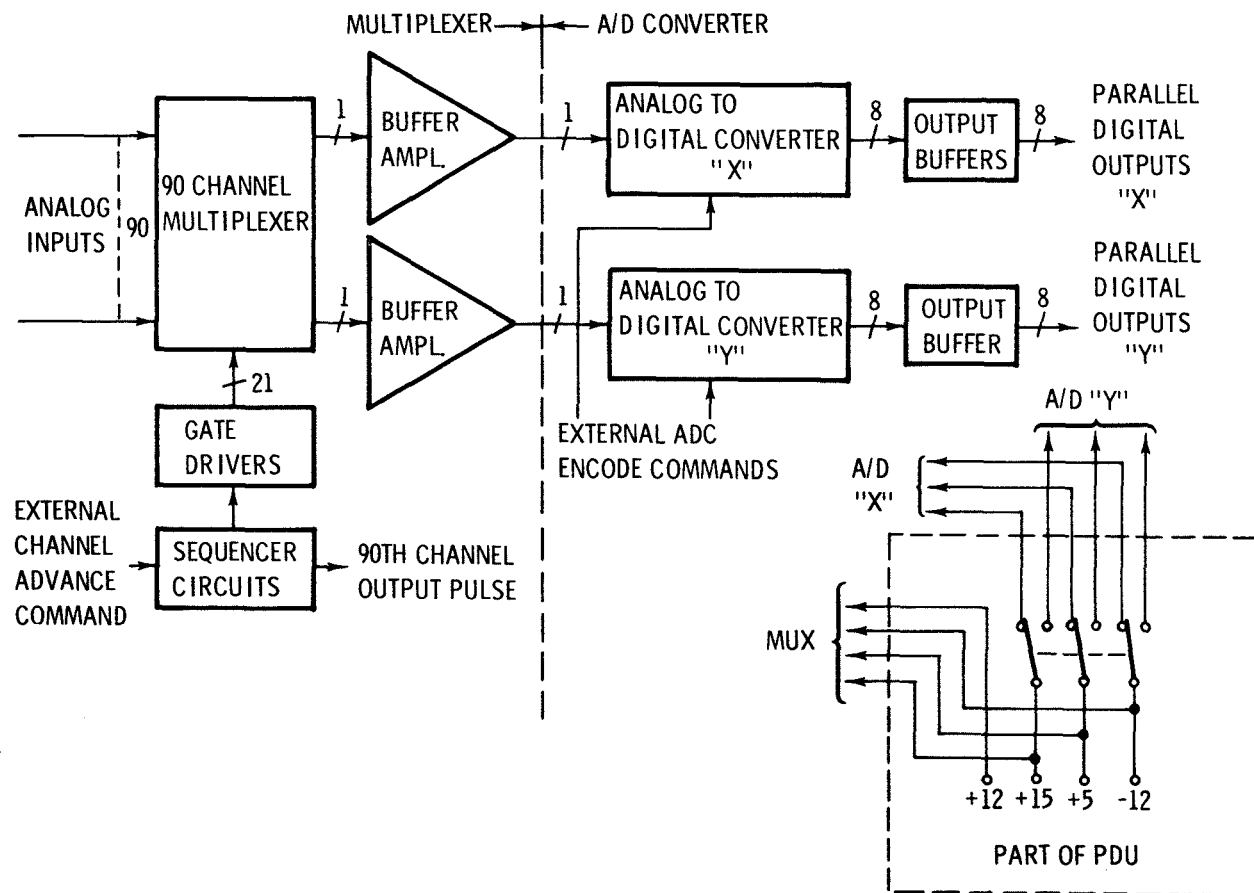 MULTIPLEXER
A/D CONVERTER
ANALOG
INPUTS
90
90 CHANNEL
MULTIPLEXER
1
BUFFER
AMPL.
1
ANALOG TO
DIGITAL CONVERTER
"X"
8
OUTPUT
BUFFERS
8
PARALLEL
DIGITAL
OUTPUTS
"X"
1
BUFFER
AMPL.
1
ANALOG TO
DIGITAL CONVERTER
"Y"
8
OUTPUT
BUFFER
8
PARALLEL
DIGITAL
OUTPUTS
"Y"
21
GATE
DRIVERS
EXTERNAL
CHANNEL
ADVANCE
COMMAND
SEQUENCER
CIRCUITS
90TH CHANNEL
OUTPUT PULSE
EXTERNAL ADC
ENCODE COMMANDS
A/D "Y"
A/D
"X"
MUX
+12 +15 +5 -12
PART OF PDU